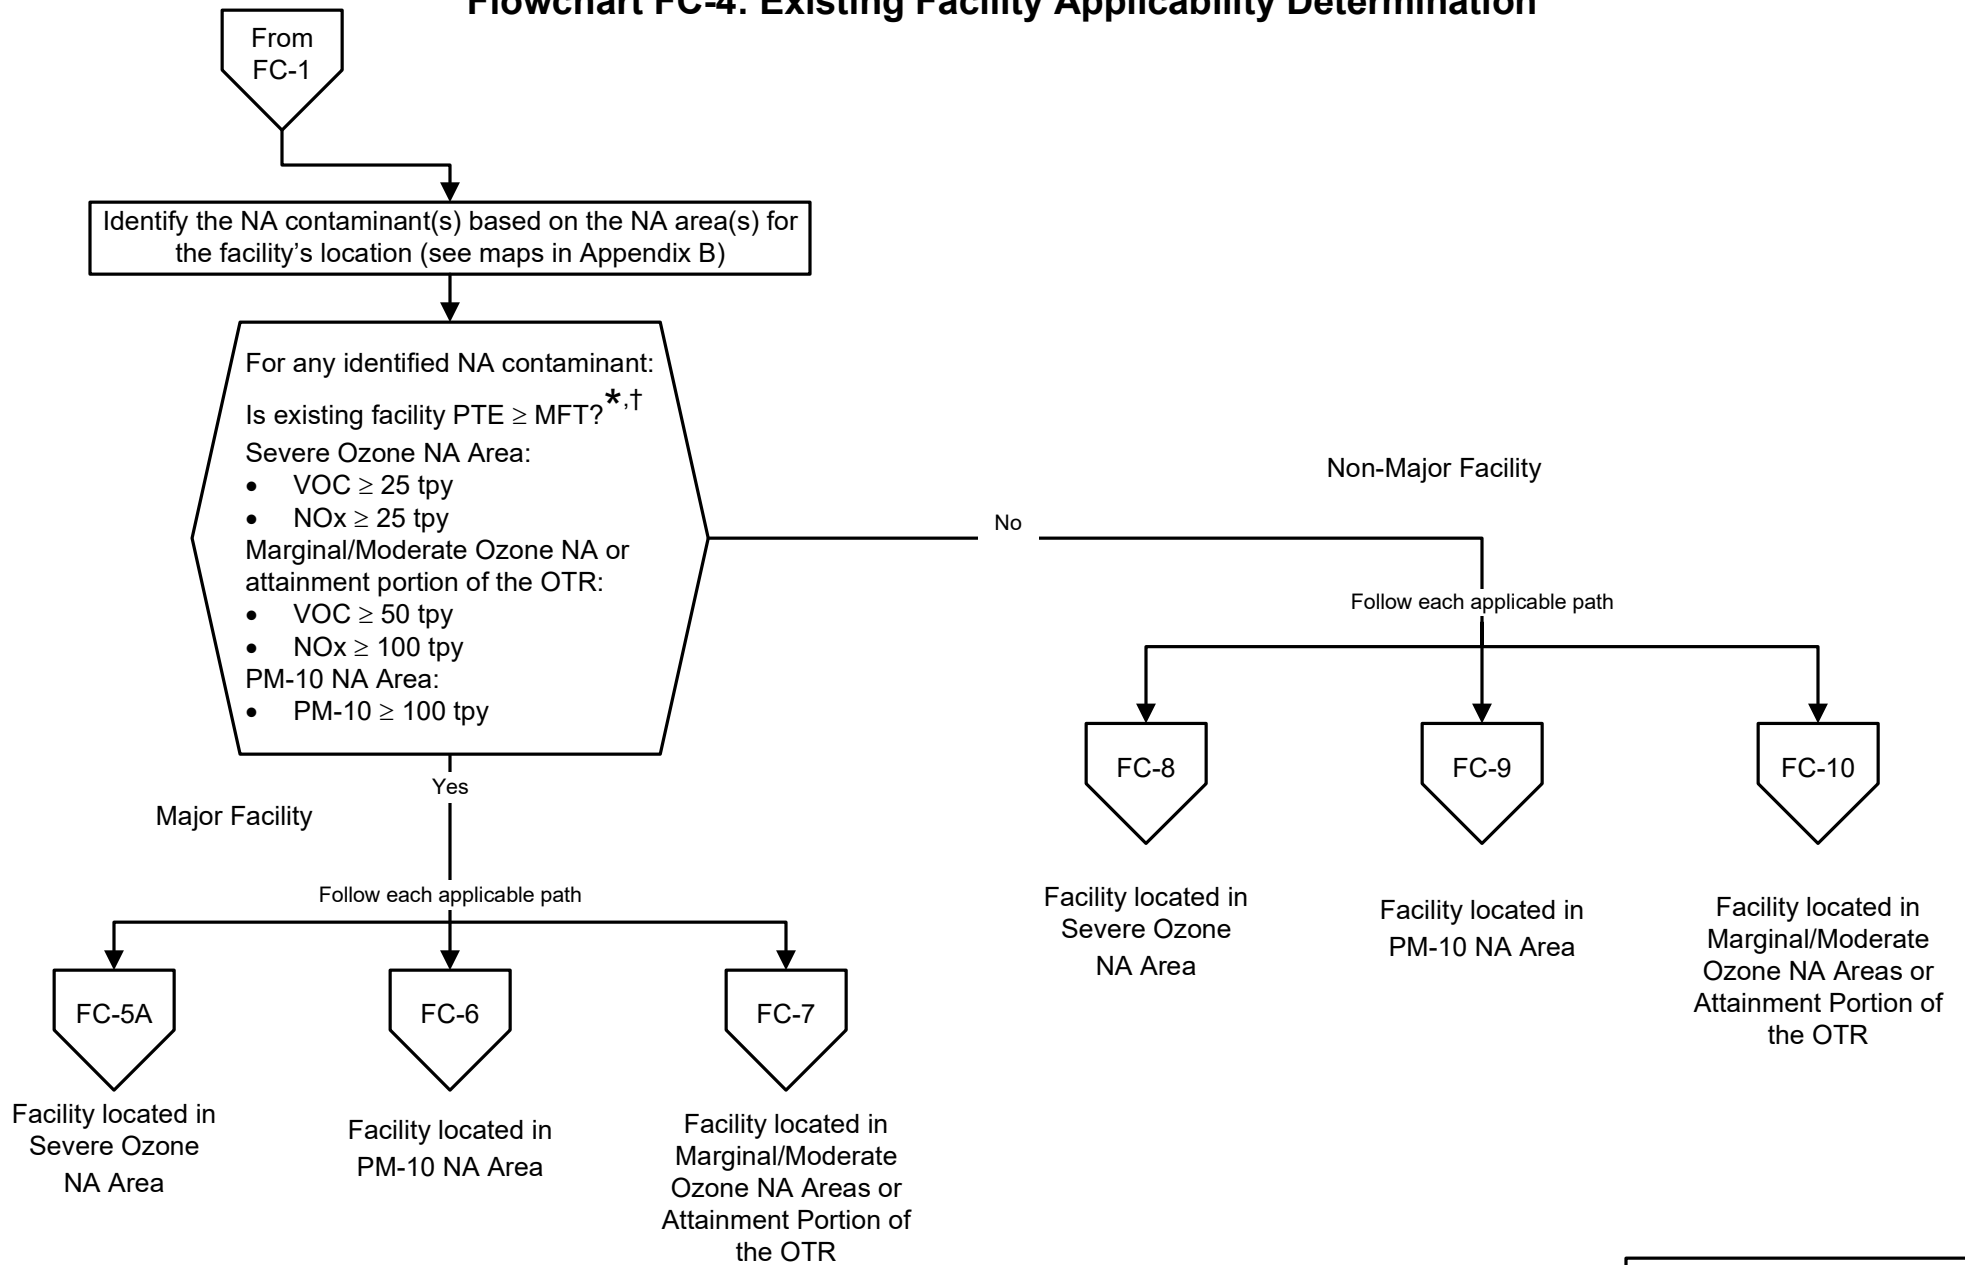 Flowchart FC-4: Existing Facility Applicability Determination
From
FC-1
Identify the NA contaminant(s) based on the NA area(s) for
the facility’s location (see maps in Appendix B)
For any identified NA contaminant:
Is existing facility PTE ≥ MFT?*,†
Severe Ozone NA Area:
• VOC ≥ 25 tpy
• NOx ≥ 25 tpy
Marginal/Moderate Ozone NA or
attainment portion of the OTR:
• VOC ≥ 50 tpy
• NOx ≥ 100 tpy
PM-10 NA Area:
• PM-10 ≥ 100 tpy
No
Non-Major Facility
Follow each applicable path
FC-8
FC-9
FC-10
Facility located in
Severe Ozone
NA Area
Facility located in
PM-10 NA Area
Facility located in
Marginal/Moderate
Ozone NA Areas or
Attainment Portion of
the OTR
Yes
Major Facility
Follow each applicable path
FC-5A
FC-6
FC-7
Facility located in
Severe Ozone
NA Area
Facility located in
PM-10 NA Area
Facility located in
Marginal/Moderate
Ozone NA Areas or
Attainment Portion of
the OTR